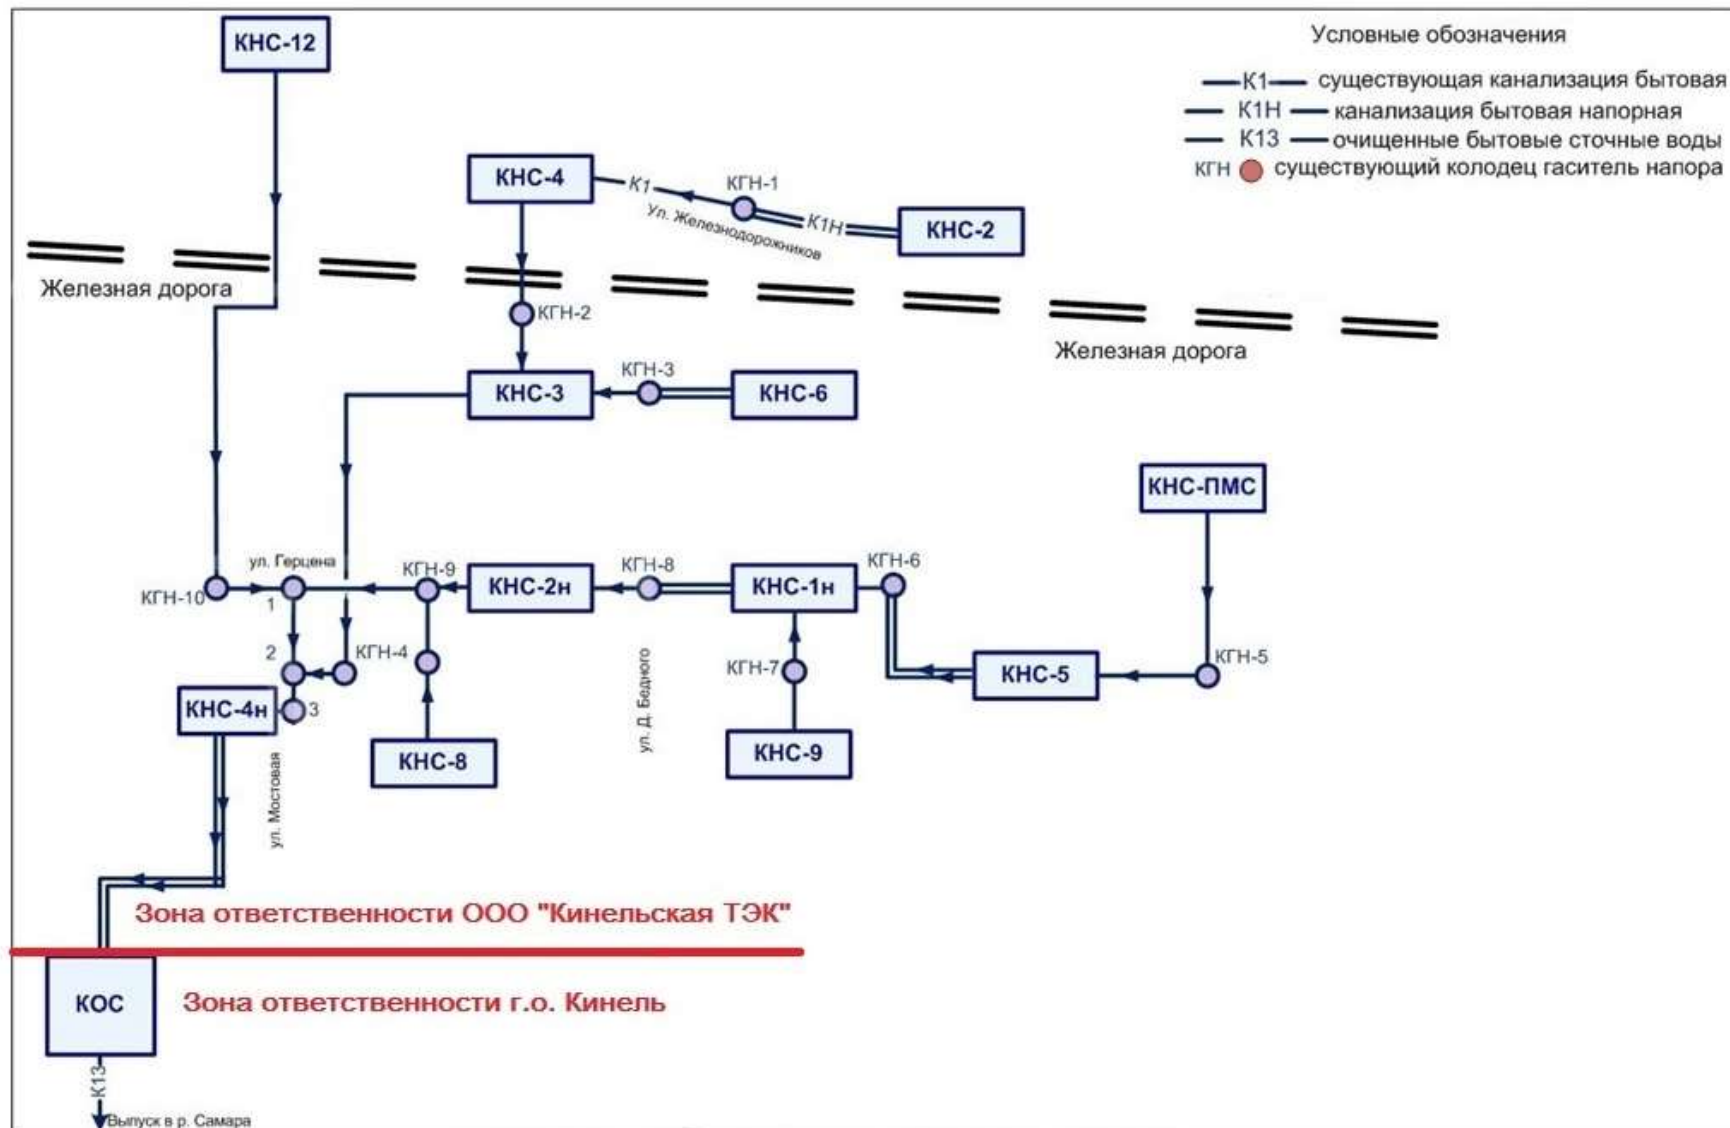 КНС-12
Условные обозначения
К1 существующая канализация бытовая
К1Н канализация бытовая напорная
К13 очищенные бытовые сточные воды
КГН существующий колодец гаситель напора
КНС-4
К1
КГН-1
Ул. Железнодорожников
К1Н
КНС-2
Железная дорога
КГН-2
Железная дорога
КНС-3
КГН-3
КНС-6
КНС-ПМС
ул. Герцена
КГН-10
1
КГН-9
КНС-2н
КГН-8
КНС-1н
КГН-6
2
КГН-4
КГН-7
КНС-5
КГН-5
КНС-4н
3
ул. Мостовая
КНС-8
ул. Д. Бедного
КНС-9
Зона ответственности ООО "Кинельская ТЭК"
КОС
Зона ответственности г.о. Кинель
К13
Выпуск в р. Самара